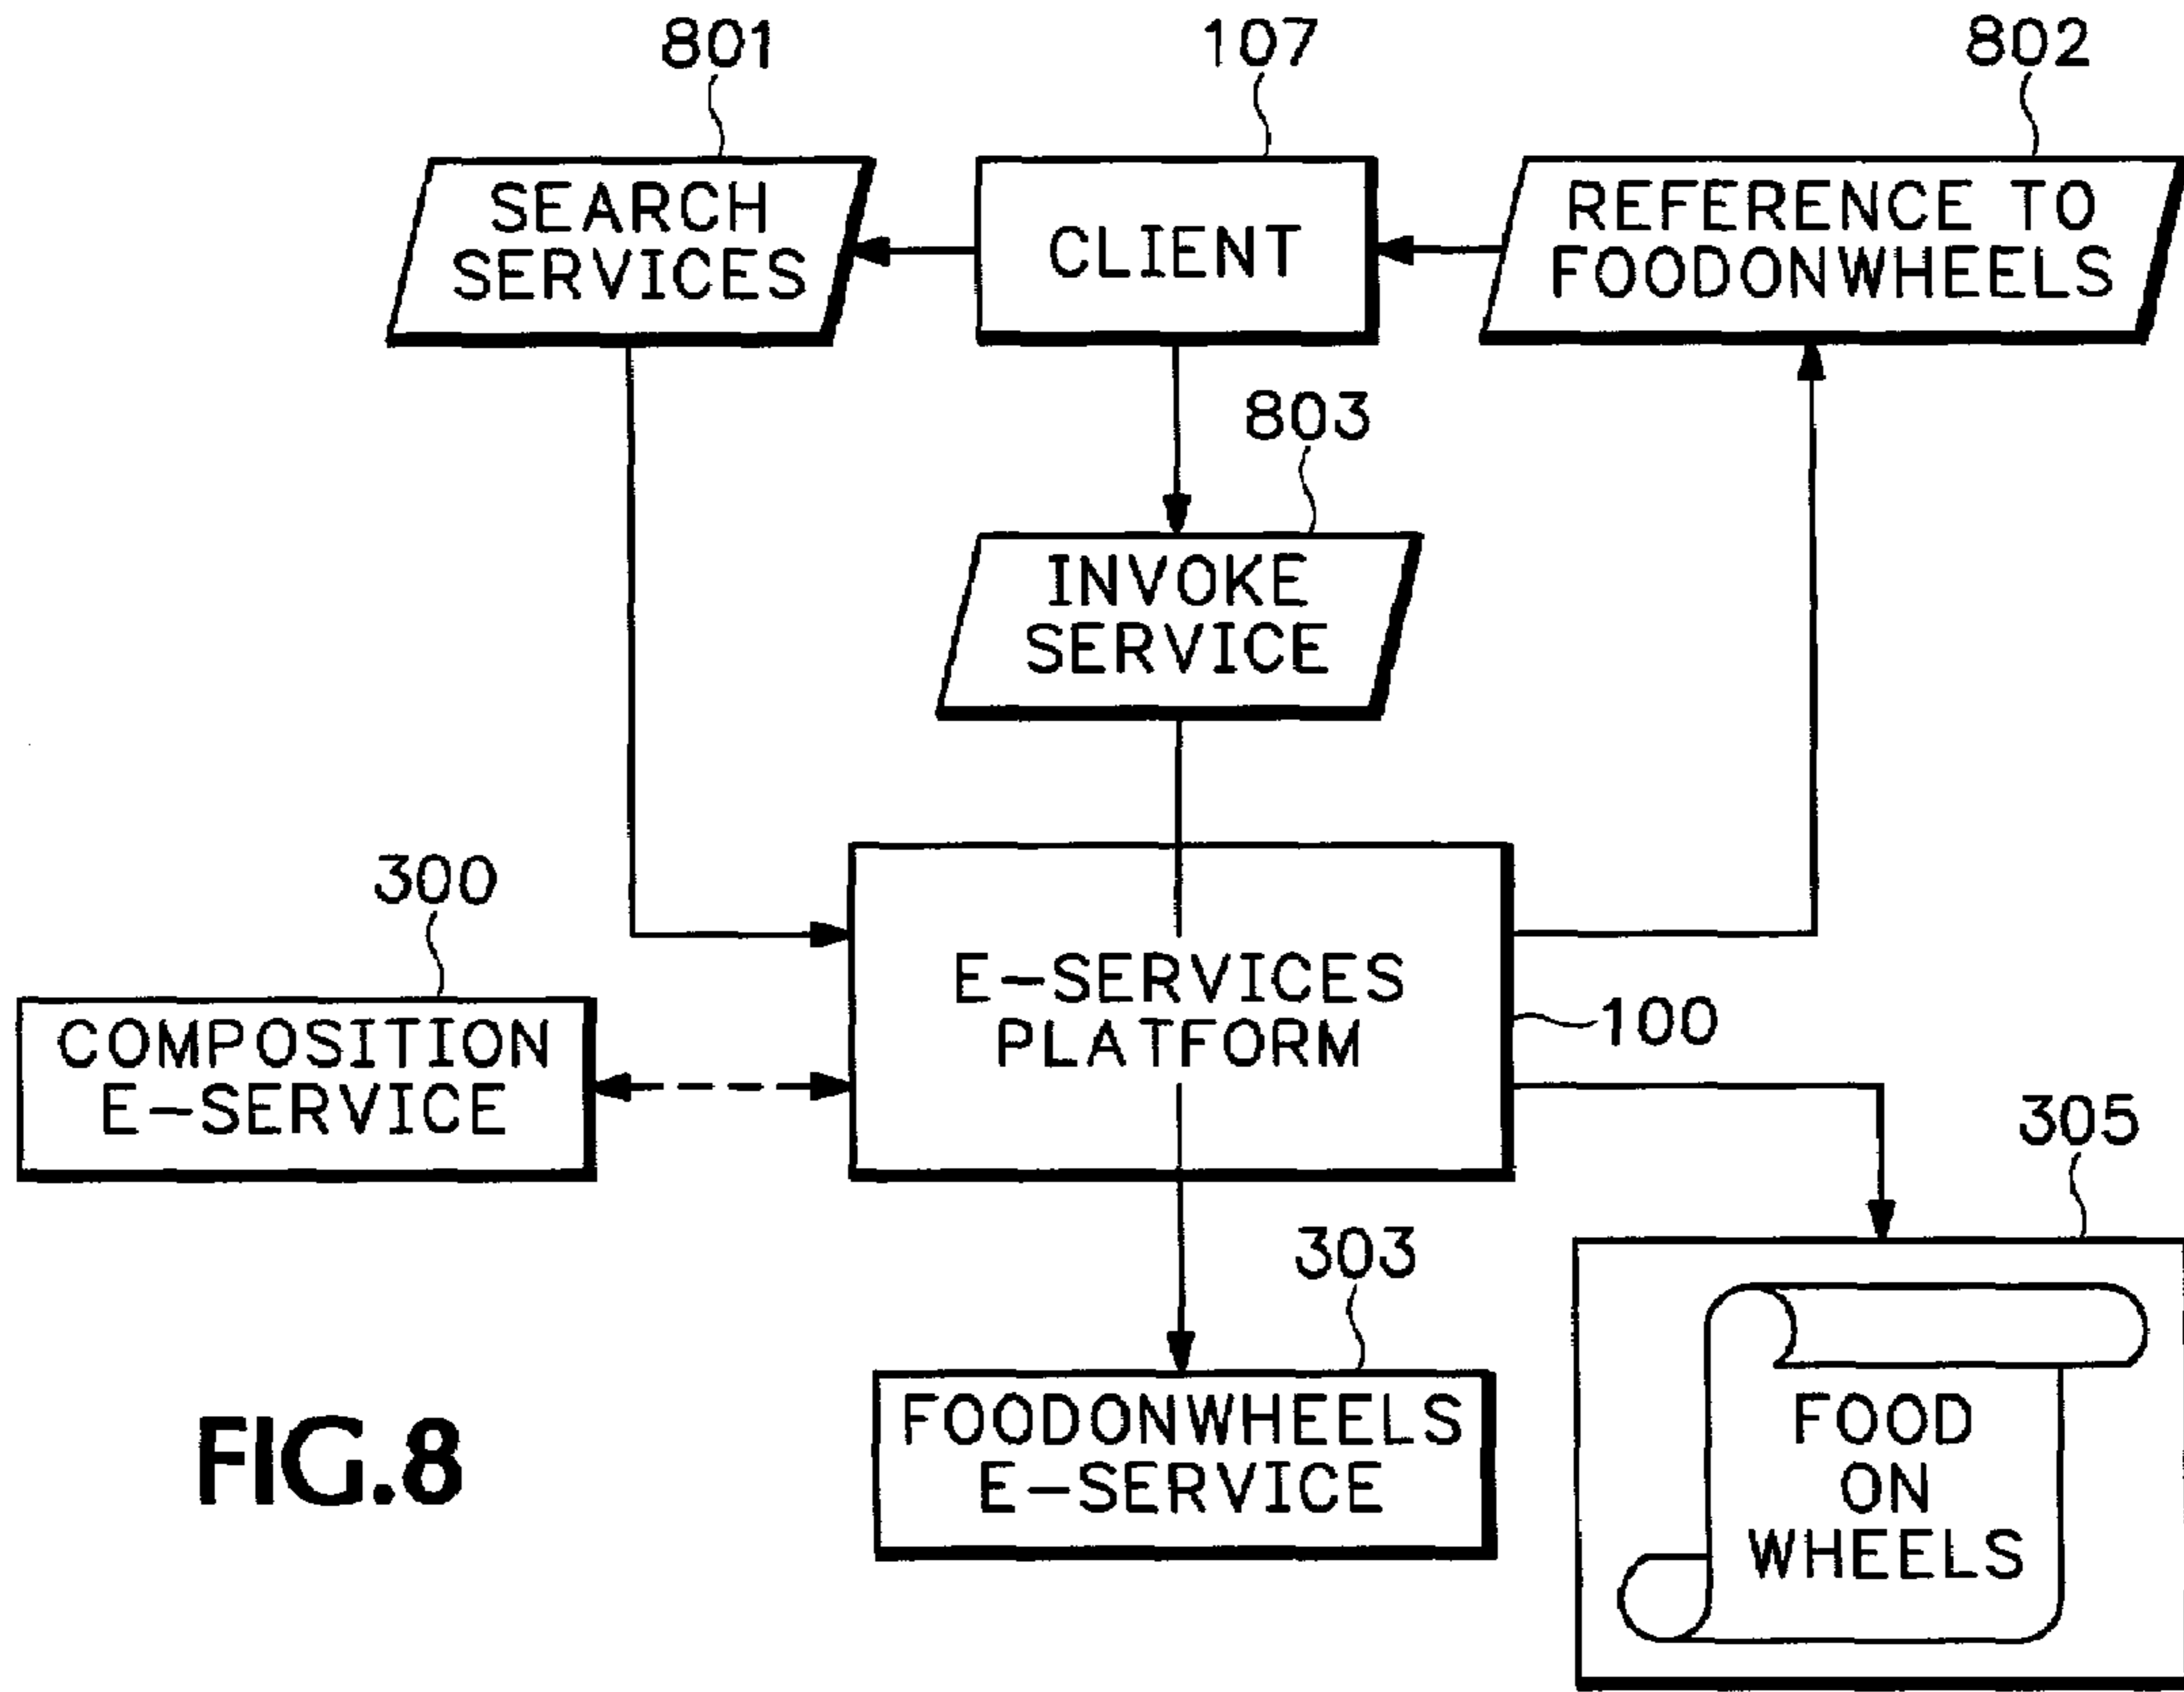 801
107
802
SEARCH
SERVICES
CLIENT
REFERENCE TO
FOODONWHEELS
803
INVOKE
SERVICE
300
COMPOSITION
E-SERVICE
E-SERVICES
PLATFORM
100
305
303
FOODONWHEELS
E-SERVICE
FOOD
ON
WHEELS
FIG.8